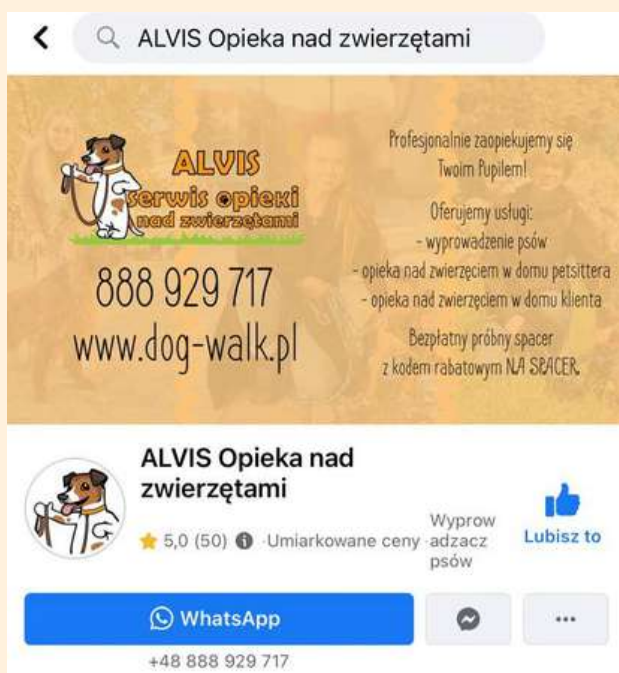 ALVIS Opieka nad zwierzętami
ALVIS
serwis opieki
nad zwierzętami
888 929 717
www.dog-walk.pl
Profesjonalnie zaopiekujemy się
Twoim Pupilem!
Oferujemy usługi:
- wyprowadzenie psów
- opieka nad zwierzęciem w domu petsittera
- opieka nad zwierzęciem w domu klienta
Bezpłatny próbny spacer
z kodem rabatowym NA SPACER
ALVIS Opieka nad
zwierzętami
5,0 (50) · Umiarkowane ceny ·
Wyprow
adzacz
psów
Lubisz to
WhatsApp
+48 888 929 717